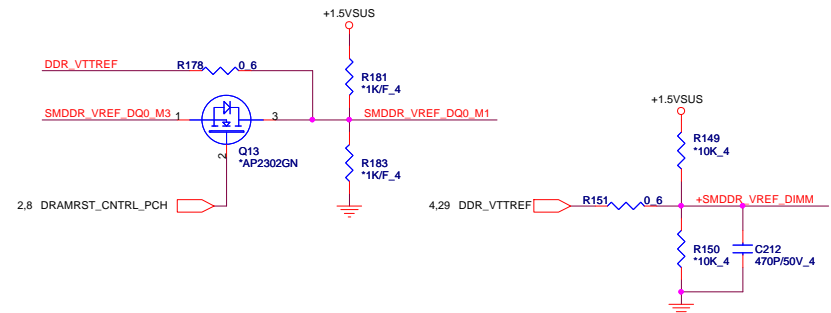 +1.5VSUS
DDR_VTTREF
R178
0_6
R181
*1K/F_4
SMDDR_VREF_DQ0_M3
1
3
SMDDR_VREF_DQ0_M1
Q13
*AP2302GN
2
R183
*1K/F_4
2,8 DRAMRST_CNTRL_PCH
+1.5VSUS
R149
*10K_4
4,29 DDR_VTTREF
R151
0_6
+SMDDR_VREF_DIMM
R150
*10K_4
C212
470P/50V_4